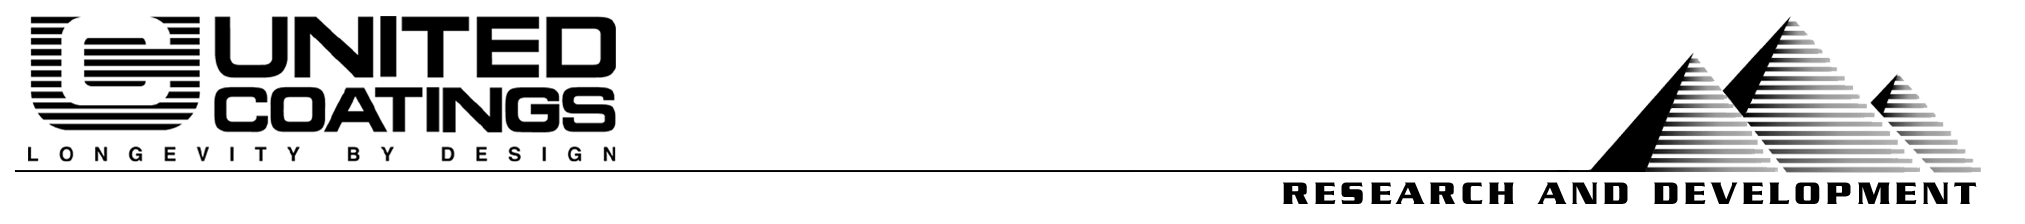 UNITED
COATINGS
LONGEVITY BY DESIGN
RESEARCH AND DEVELOPMENT